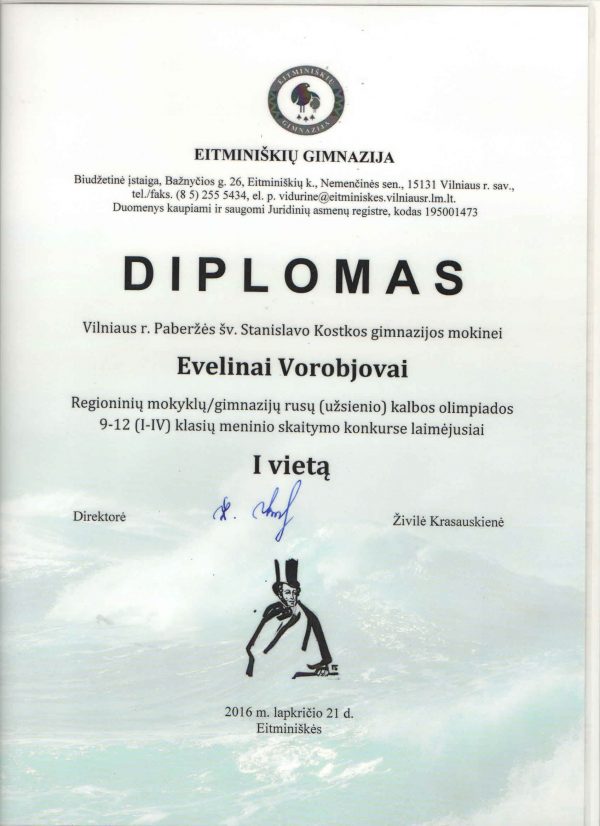 EITMINIŠKIŲ
GIMNAZIJA
EITMINIŠKIŲ GIMNAZIJA
Biudžetinė įstaiga, Bažnyčios g. 26, Eitminiškių k., Nemenčinės sen., 15131 Vilniaus r. sav.,
tel./faks. (8 5) 255 5434, el. p. vidurine@eitminiskes.vilniausr.lm.lt.
Duomenys kaupiami ir saugomi Juridinių asmenų registre, kodas 195001473
DIPLOMAS
Vilniaus r. Paberžės šv. Stanislavo Kostkos gimnazijos mokinei
Evelinai Vorobjovai
Regioninių mokyklų/gimnazijų rusų (užsienio) kalbos olimpiados
9-12 (I-IV) klasių meninio skaitymo konkurse laimėjusiai
I vietą
Direktorė Živilė Krasauskienė
2016 m. lapkričio 21 d.
Eitminiškės